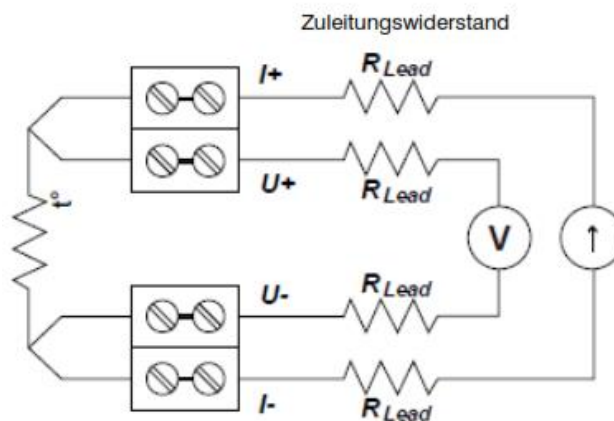 Zuleitungswiderstand
I+
R Lead
U+
R Lead
t°
V
↑
U-
R Lead
I-
R Lead